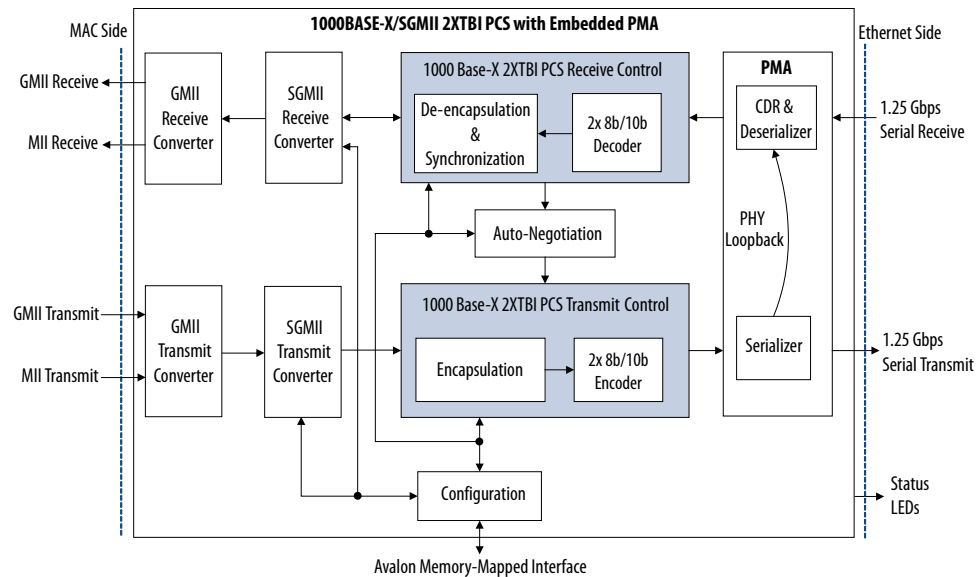 1000BASE-X/SGMII 2XTBI PCS with Embedded PMA
MAC Side
Ethernet Side
GMII Receive
MII Receive
GMII
Receive
Converter
SGMII
Receive
Converter
1000 Base-X 2XTBI PCS Receive Control
De-encapsulation
&
Synchronization
2x 8b/10b
Decoder
PMA
CDR &
Deserializer
1.25 Gbps
Serial Receive
PHY
Loopback
Auto-Negotiation
GMII Transmit
MII Transmit
GMII
Transmit
Converter
SGMII
Transmit
Converter
1000 Base-X 2XTBI PCS Transmit Control
Encapsulation
2x 8b/10b
Encoder
Serializer
1.25 Gbps
Serial Transmit
Configuration
Status
LEDs
Avalon Memory-Mapped Interface